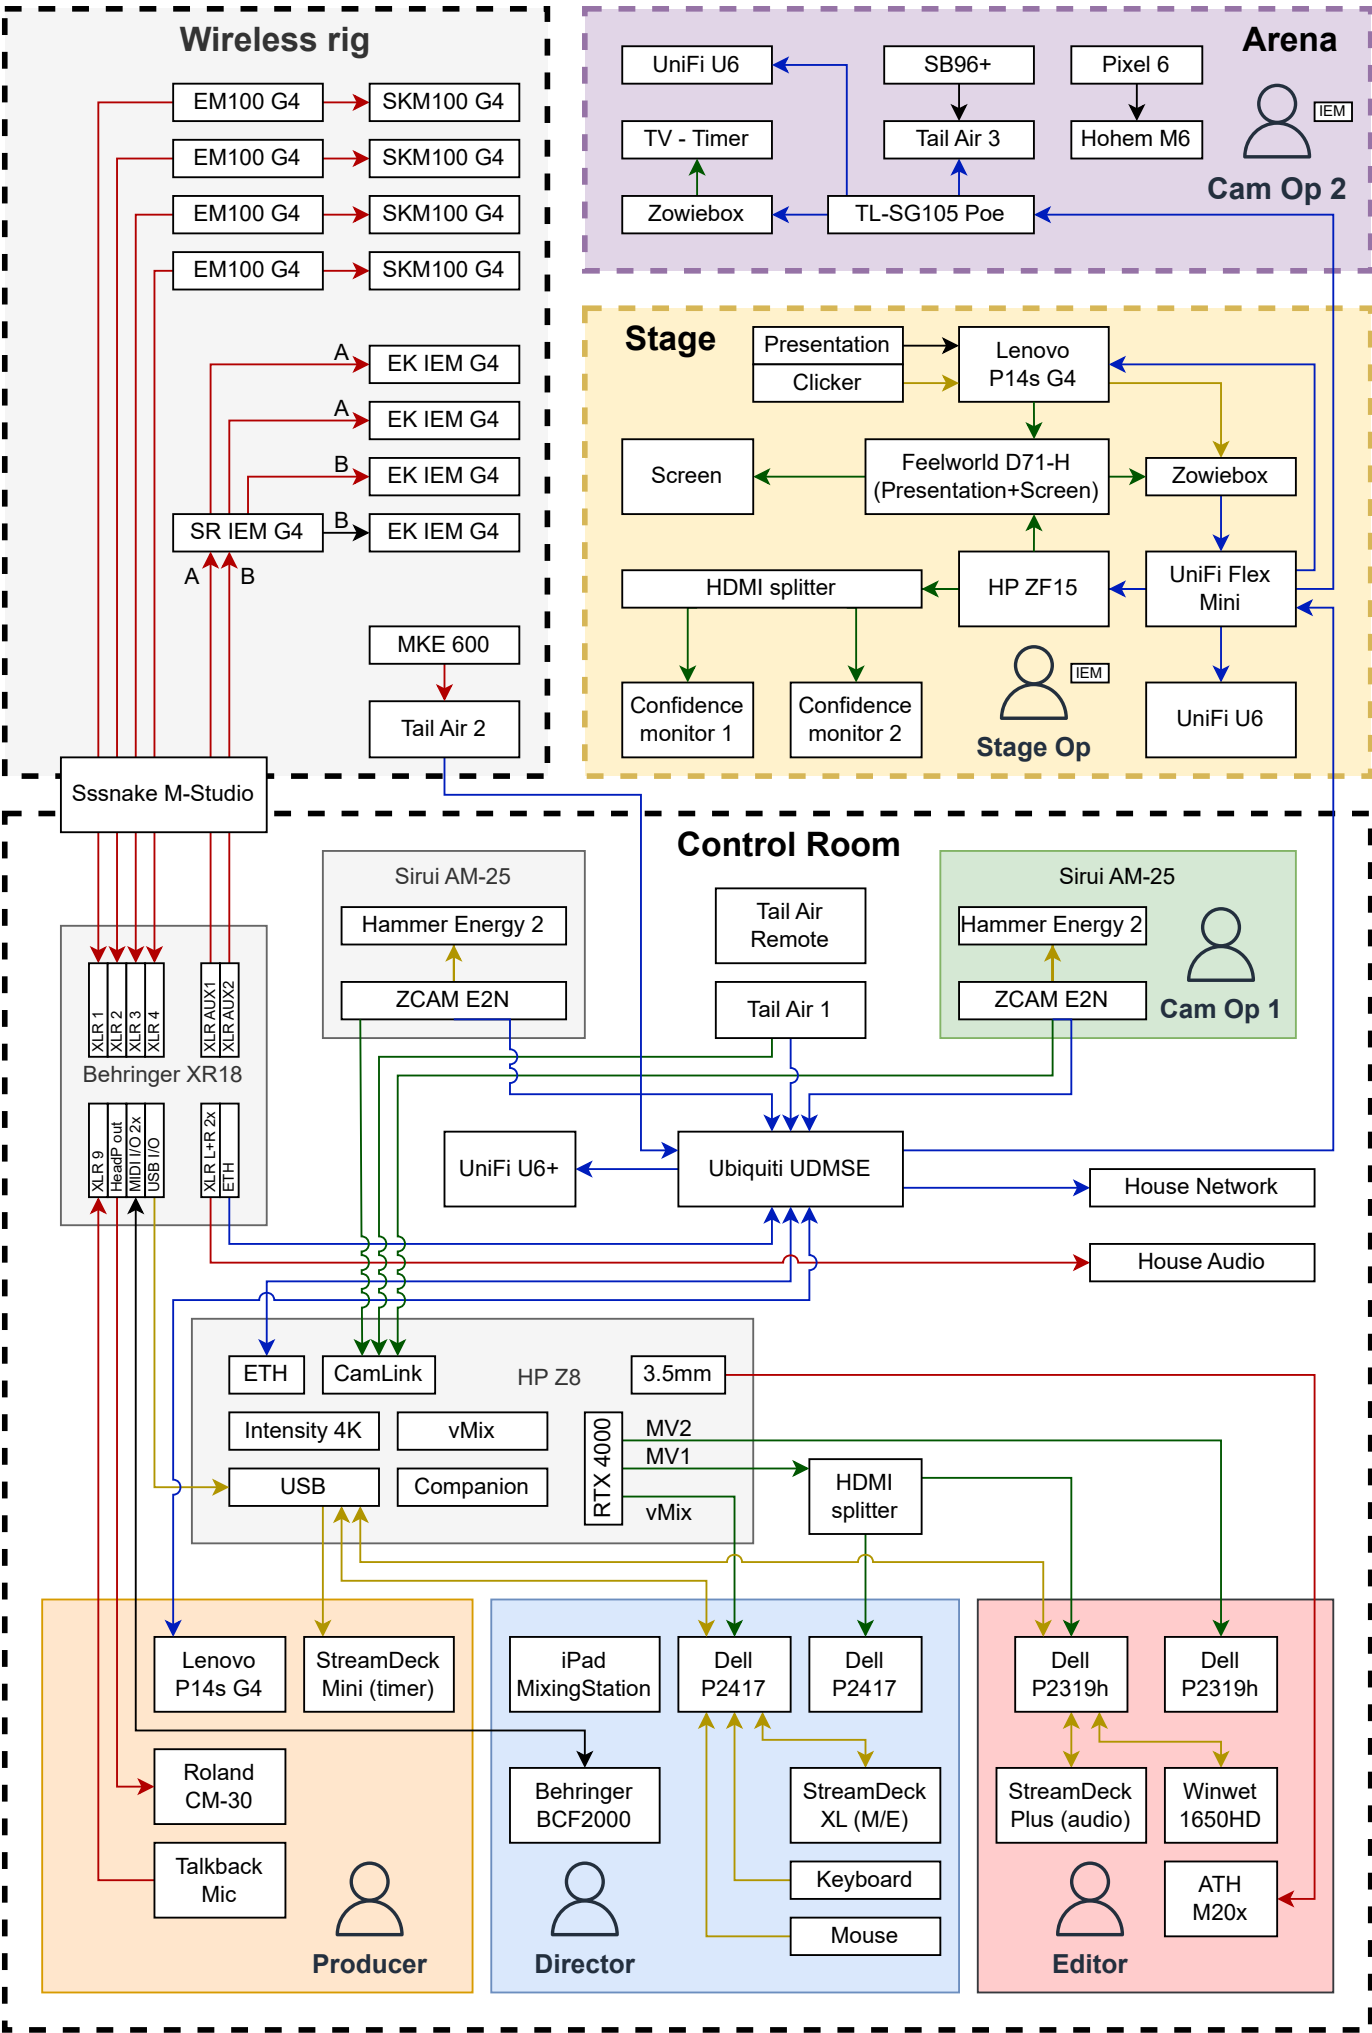 Wireless rig
EM100 G4
SKM100 G4
EM100 G4
SKM100 G4
EM100 G4
SKM100 G4
EM100 G4
SKM100 G4
A
EK IEM G4
A
EK IEM G4
B
EK IEM G4
SR IEM G4
B
EK IEM G4
A
B
MKE 600
Tail Air 2
Sssnake M-Studio
Arena
UniFi U6
SB96+
Pixel 6
IEM
TV - Timer
Tail Air 3
Hohem M6
Cam Op 2
Zowiebox
TL-SG105 Poe
Stage
Presentation
Clicker
Lenovo
P14s G4
Screen
Feelworld D71-H
(Presentation+Screen)
Zowiebox
HDMI splitter
HP ZF15
UniFi Flex
Mini
IEM
Confidence
monitor 1
Confidence
monitor 2
Stage Op
UniFi U6
Control Room
Sirui AM-25
Hammer Energy 2
ZCAM E2N
Tail Air
Remote
Tail Air 1
Sirui AM-25
Hammer Energy 2
ZCAM E2N
Cam Op 1
XLR 1
XLR 2
XLR 3
XLR 4
XLR AUX1
XLR AUX2
Behringer XR18
XLR 9
HeadP out
MIDI I/O 2x
USB I/O
XLR L+R 2x
ETH
UniFi U6+
Ubiquiti UDMSE
House Network
House Audio
ETH
CamLink
HP Z8
3.5mm
Intensity 4K
vMix
RTX 4000
MV2
MV1
vMix
USB
Companion
HDMI
splitter
Lenovo
P14s G4
StreamDeck
Mini (timer)
Roland
CM-30
Talkback
Mic
Producer
iPad
MixingStation
Dell
P2417
Dell
P2417
Behringer
BCF2000
StreamDeck
XL (M/E)
Keyboard
Mouse
Director
Dell
P2319h
Dell
P2319h
StreamDeck
Plus (audio)
Winwet
1650HD
ATH
M20x
Editor